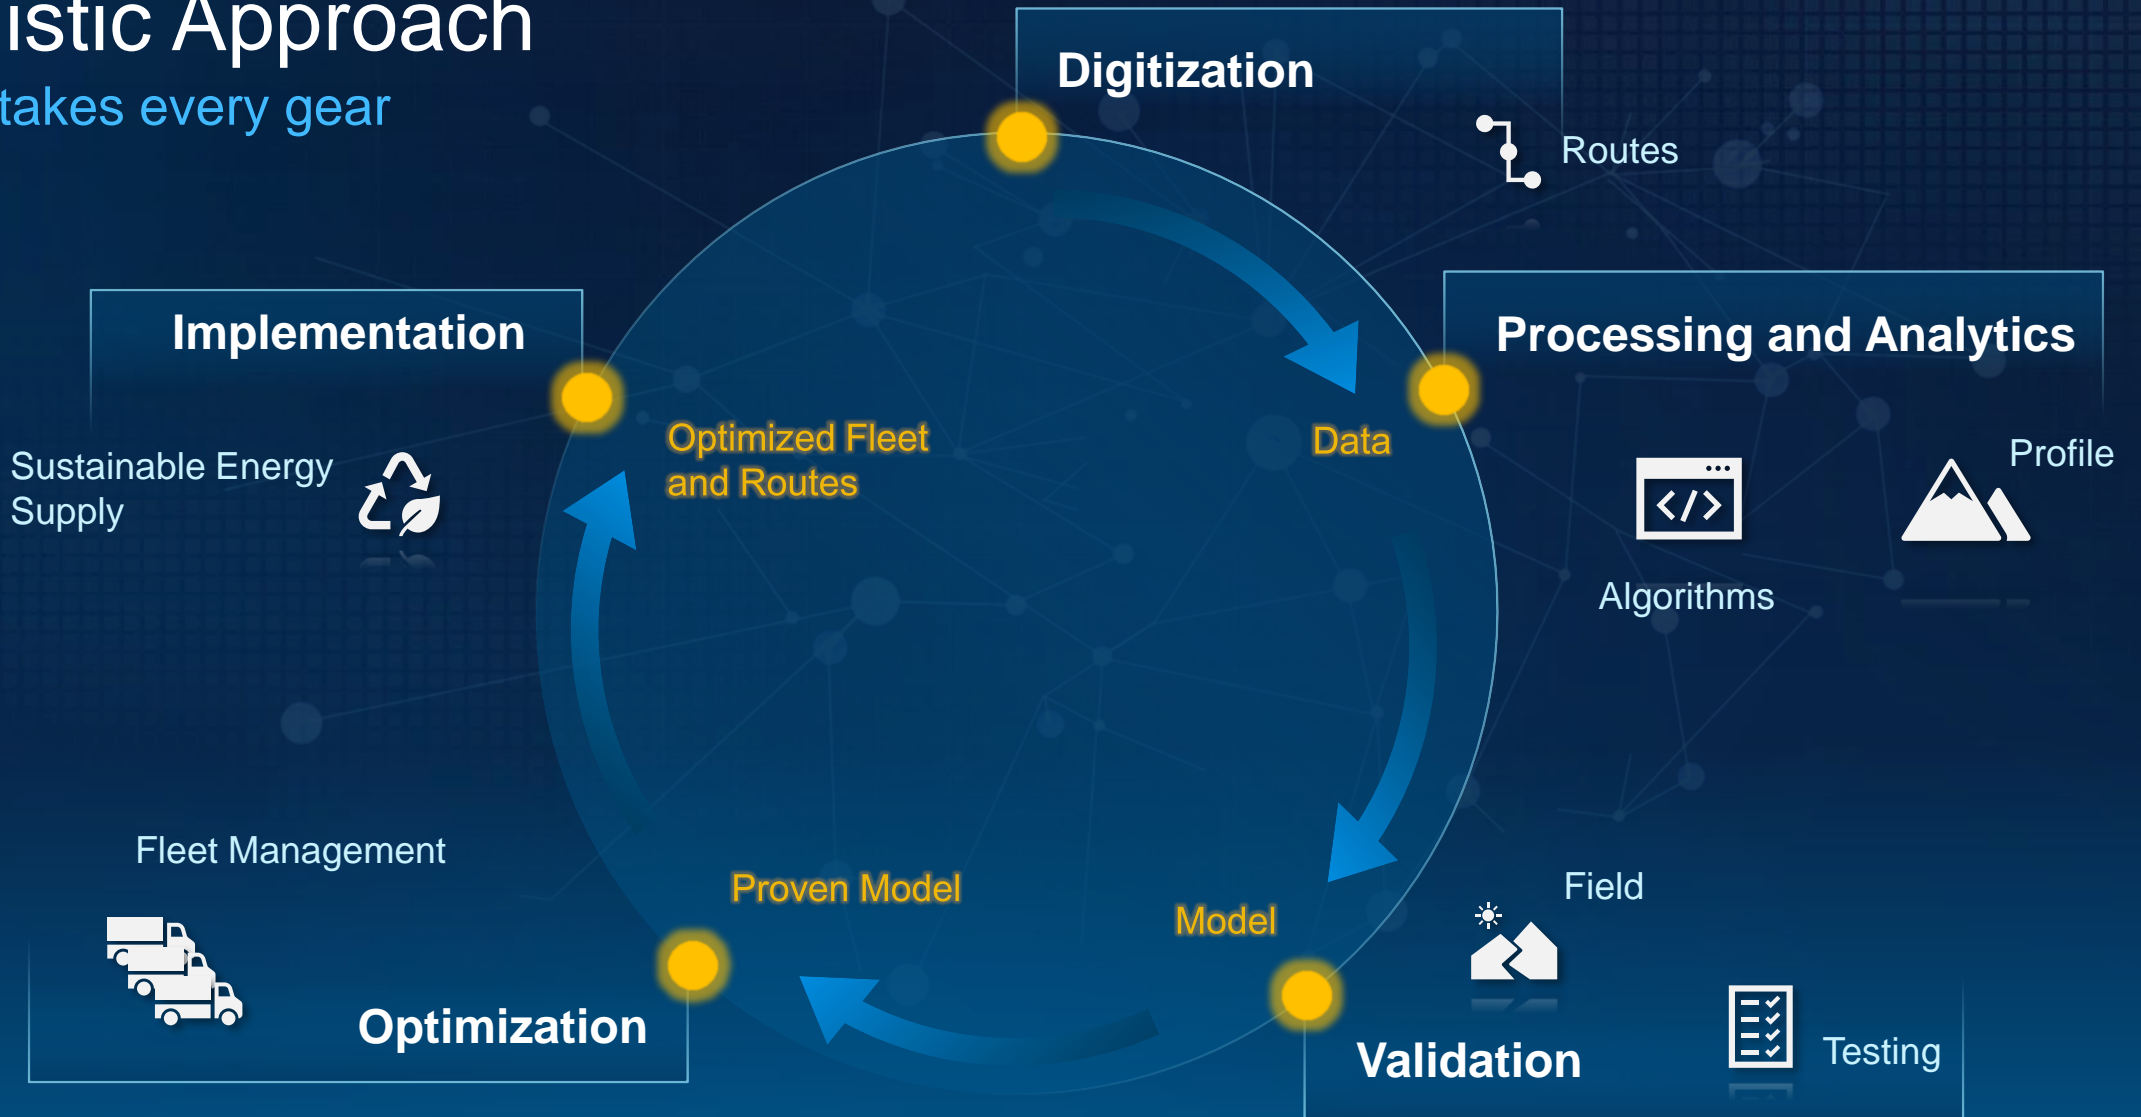 istic Approach
takes every gear
Digitization
Routes
Implementation
Processing and Analytics
Optimized Fleet
and Routes
Data
Sustainable Energy
Supply
Profile
Algorithms
Fleet Management
Proven Model
Model
Field
Optimization
Validation
Testing